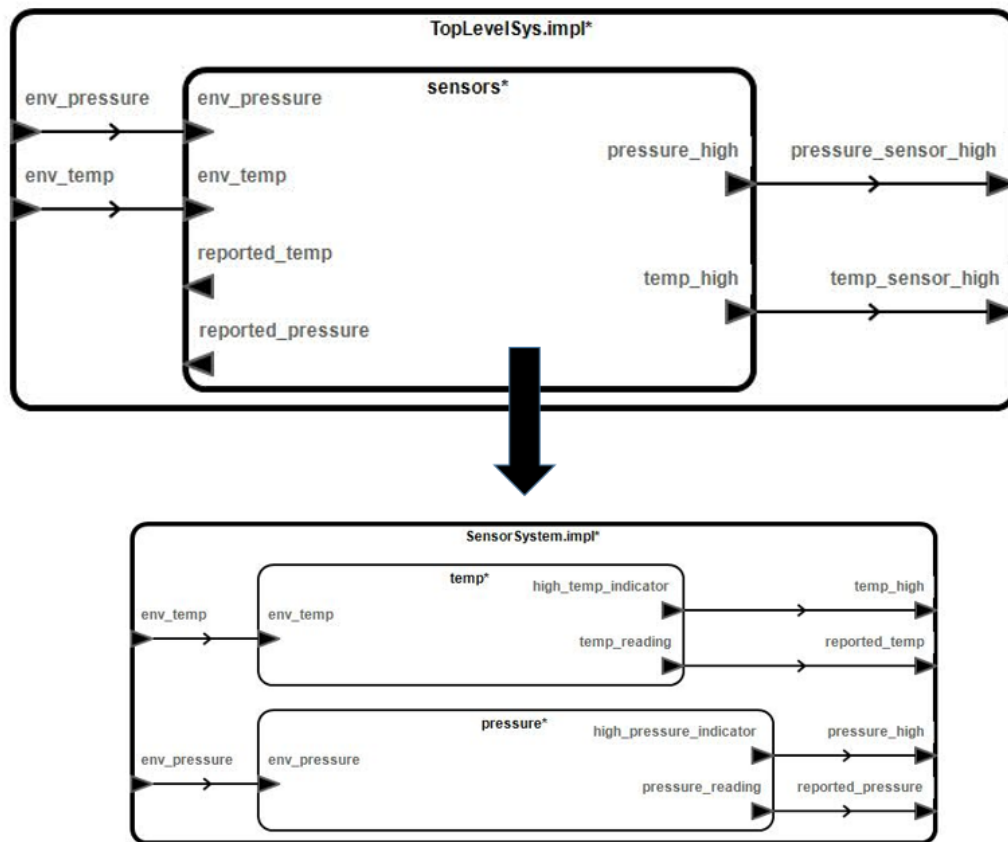 TopLevelSys.impl*
sensors*
env_pressure
env_pressure
env_temp
env_temp
reported_temp
reported_pressure
pressure_high
pressure_sensor_high
temp_high
temp_sensor_high
SensorSystem.impl*
temp*
env_temp
env_temp
high_temp_indicator
temp_high
temp_reading
reported_temp
pressure*
env_pressure
env_pressure
high_pressure_indicator
pressure_high
pressure_reading
reported_pressure